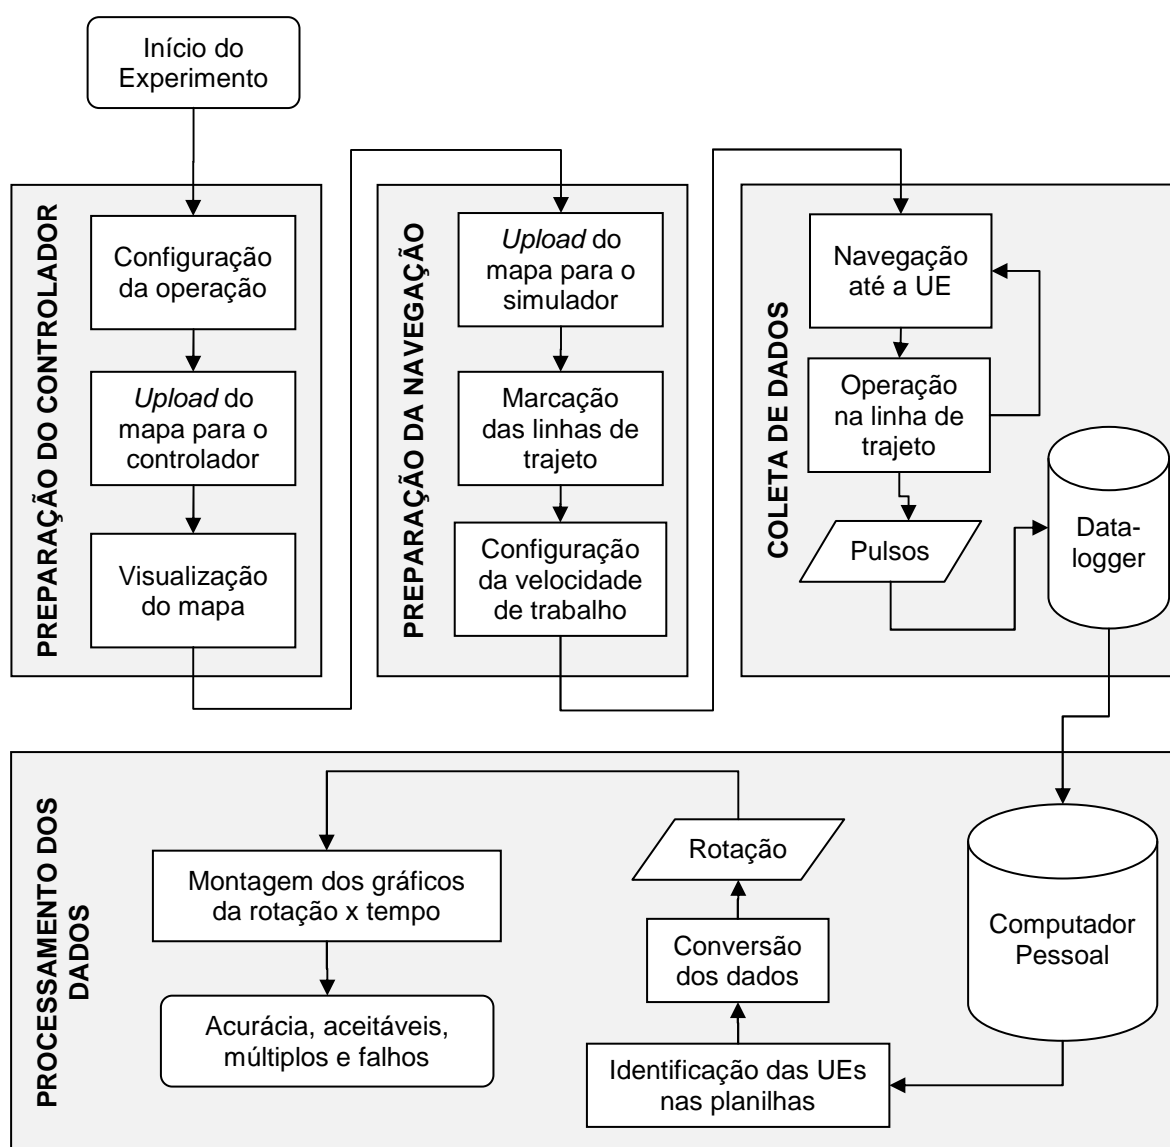 Início do
Experimento
PREPARAÇÃO DO CONTROLADOR
Configuração
da operação
Upload do
mapa para o
controlador
Visualização
do mapa
PREPARAÇÃO DA NAVEGAÇÃO
Upload do
mapa para o
simulador
Marcação
das linhas de
trajeto
Configuração
da velocidade
de trabalho
COLETA DE DADOS
Navegação
até a UE
Operação
na linha de
trajeto
Pulsos
Data-
logger
PROCESSAMENTO DOS
DADOS
Computador
Pessoal
Identificação das UEs
nas planilhas
Conversão
dos dados
Rotação
Montagem dos gráficos
da rotação x tempo
Acurácia, aceitáveis,
múltiplos e falhos